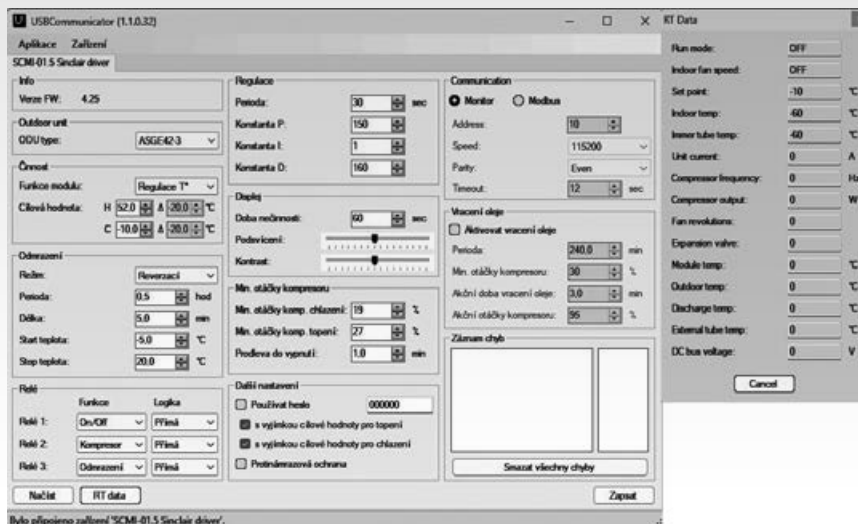 USBCommunicator (1.1.0.32)
Aplikace Zařízení
SCMI-01.5 Sinclair driver
Info
Verze FW: 4.25
Outdoor unit
ODU type: ASGE42-3
Činnost
Funkce modulu: Regulace T°
Cílová hodnota: H 52.0 Δ 20.0 °C
C -10.0 Δ -20.0 °C
Odmrazení
Režim: Reverzací
Perioda: 0,5 hod
Délka: 5,0 min
Start teplota: -5,0 °C
Stop teplota: 20.0 °C
Relé
Funkce Logika
Relé 1: On/Off Přímá
Relé 2: Kompresor Přímá
Relé 3: Odmrazení Přímá
Načíst RT data
Bylo připojeno zařízení 'SCMI-01.5 Sinclair driver'.
Regulace
Perioda: 30 sec
Konstanta P: 150
Konstanta I: 1
Konstanta D: 160
Displej
Doba nečinnosti: 60 sec
Podsvícení:
Kontrast:
Min. otáčky kompresoru
Min. otáčky komp. chlazení: 19 %
Min. otáčky komp. topení: 27 %
Prodleva do vypnutí: 1,0 min
Další nastavení
Používat heslo 000000
s vyjímkou cílové hodnoty pro topení
s vyjímkou cílové hodnoty pro chlazení
Protinámrazová ochrana
Communication
Monitor Modbus
Address: 10
Speed: 115200
Parity: Even
Timeout: 12 sec
Vracení oleje
Aktivovat vracení oleje
Perioda: 240,0 min
Min. otáčky kompresoru: 30 %
Akční doba vracení oleje: 3,0 min
Akční otáčky kompresoru: 95 %
Záznam chyb
Smazat všechny chyby
Zapsat
RT Data
Run mode: OFF
Indoor fan speed: OFF
Set point: -10 °C
Indoor temp: -60 °C
Innner tube temp: -60 °C
Unit current: 0 A
Compressor frequency: 0 Hz
Compressor output: 0 W
Fan revolutions: 0
Expansion valve: 0
Module temp: 0 °C
Outdoor temp: 0 °C
Discharge temp: 0 °C
External tube temp: 0 °C
DC bus voltage: 0 V
Cancel